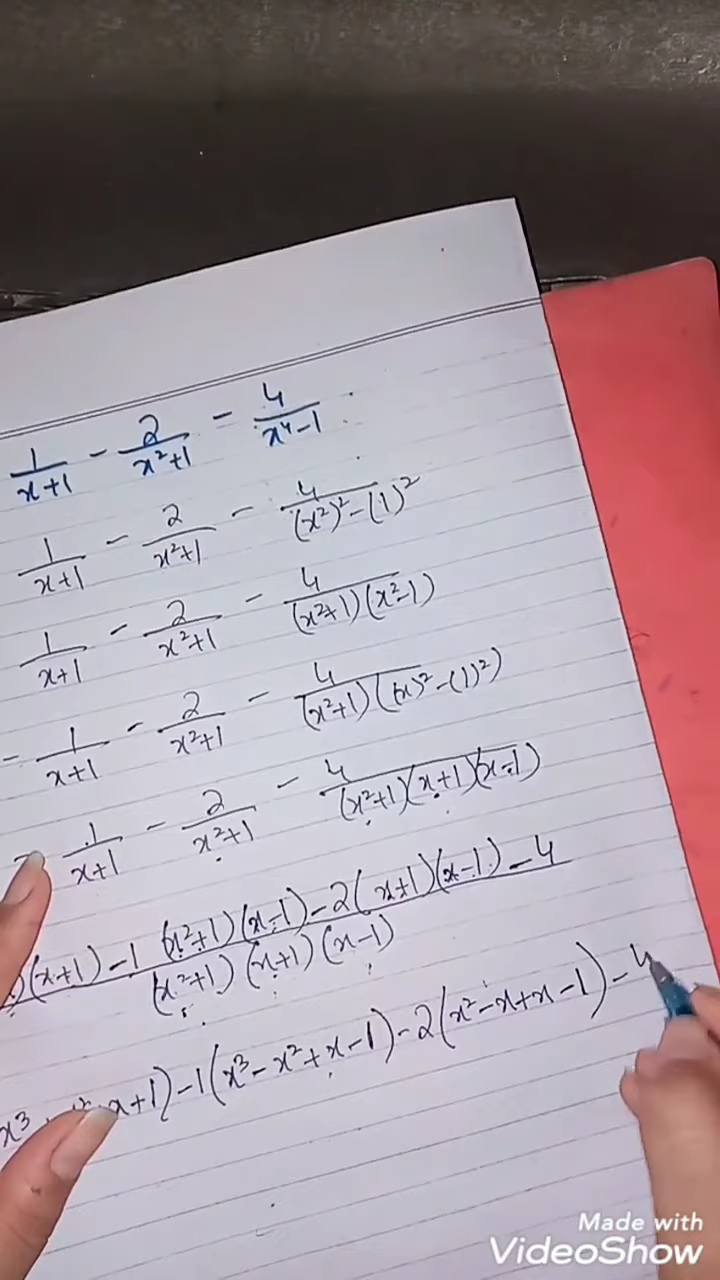 1/(x+1) - 2/(x²+1) - 4/(x⁴-1)
1/(x+1) - 2/(x²+1) - 4/((x²)²-(1)²)
1/(x+1) - 2/(x²+1) - 4/((x²+1)(x²-1))
- 1/(x+1) - 2/(x²+1) - 4/((x²+1)((x)²-(1)²))
- 1/(x+1) - 2/(x²+1) - 4/((x²+1)(x+1)(x-1))
)(x+1) - 1 (x²+1)(x-1) - 2(x+1)(x-1) - 4
(x²+1)(x+1)(x-1)
x³ x+1) - 1(x³-x²+x-1) - 2(x²-x+x-1) - 4
Made with
VideoShow